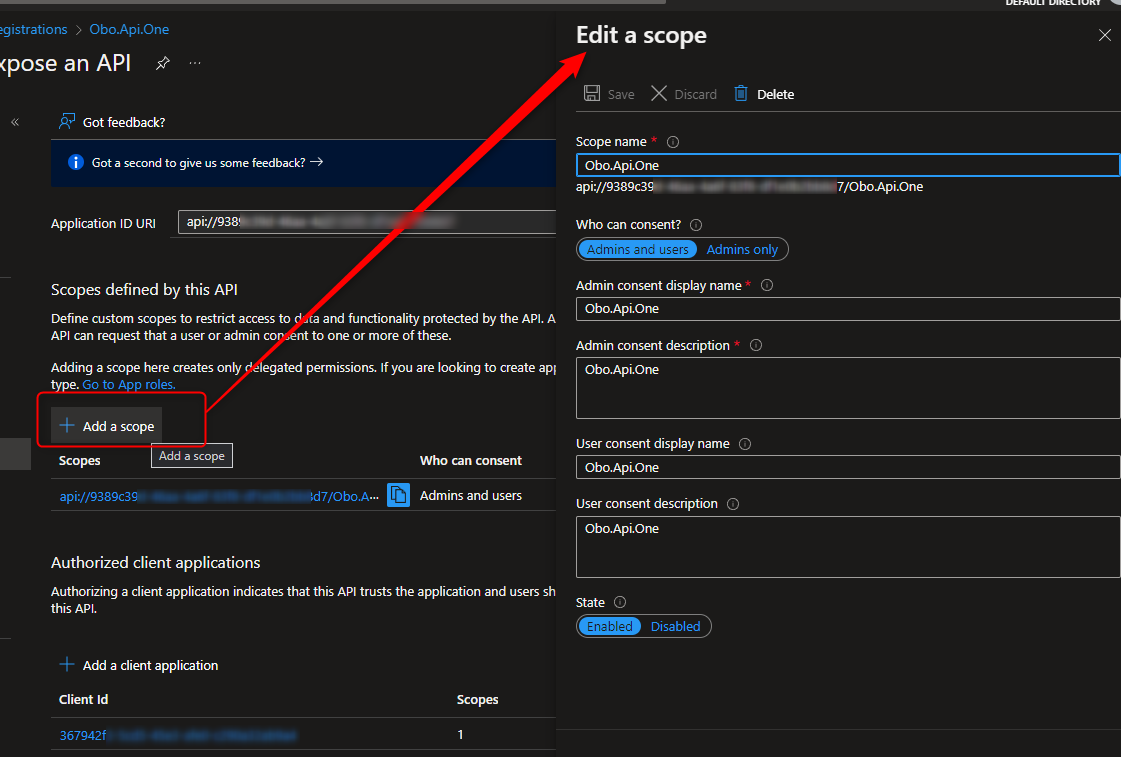 DEFAULT DIRECTORY
egistrations > Obo.Api.One
xpose an API
...
«
Got feedback?
Got a second to give us some feedback? →
Application ID URI
api://938
Scopes defined by this API
Define custom scopes to restrict access to data and functionality protected by the API. A
API can request that a user or admin consent to one or more of these.
Adding a scope here creates only delegated permissions. If you are looking to create app
type. Go to App roles.
+ Add a scope
Add a scope
Scopes
Who can consent
api://9389c39 d7/Obo.A...
Admins and users
Authorized client applications
Authorizing a client application indicates that this API trusts the application and users sh
this API.
+ Add a client application
Client Id
Scopes
367942f
1
Edit a scope
Save
Discard
Delete
Scope name *
Obo.Api.One
api://9389c39 7/Obo.Api.One
Who can consent?
Admins and users
Admins only
Admin consent display name *
Obo.Api.One
Admin consent description *
Obo.Api.One
User consent display name
Obo.Api.One
User consent description
Obo.Api.One
State
Enabled
Disabled